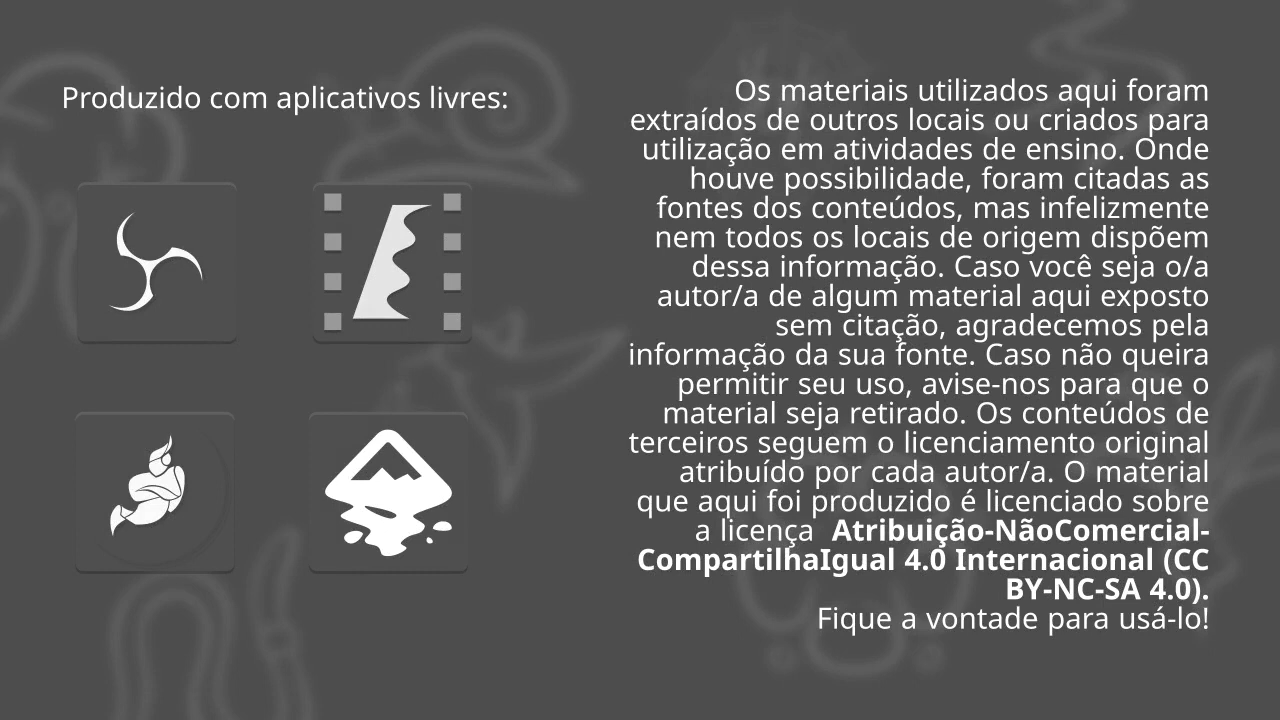 Produzido com aplicativos livres:
Os materiais utilizados aqui foram
extraídos de outros locais ou criados para
utilização em atividades de ensino. Onde
houve possibilidade, foram citadas as
fontes dos conteúdos, mas infelizmente
nem todos os locais de origem dispõem
dessa informação. Caso você seja o/a
autor/a de algum material aqui exposto
sem citação, agradecemos pela
informação da sua fonte. Caso não queira
permitir seu uso, avise-nos para que o
material seja retirado. Os conteúdos de
terceiros seguem o licenciamento original
atribuído por cada autor/a. O material
que aqui foi produzido é licenciado sobre
a licença Atribuição-NãoComercial-
CompartilhaIgual 4.0 Internacional (CC
BY-NC-SA 4.0).
Fique a vontade para usá-lo!